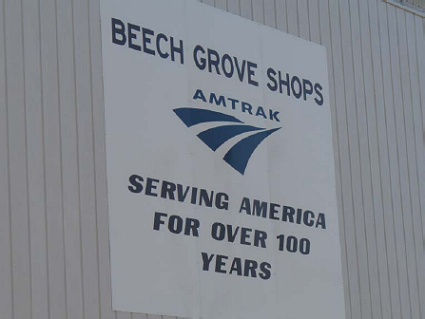 BEECH GROVE SHOPS
AMTRAK
SERVING AMERICA
FOR OVER 100
YEARS